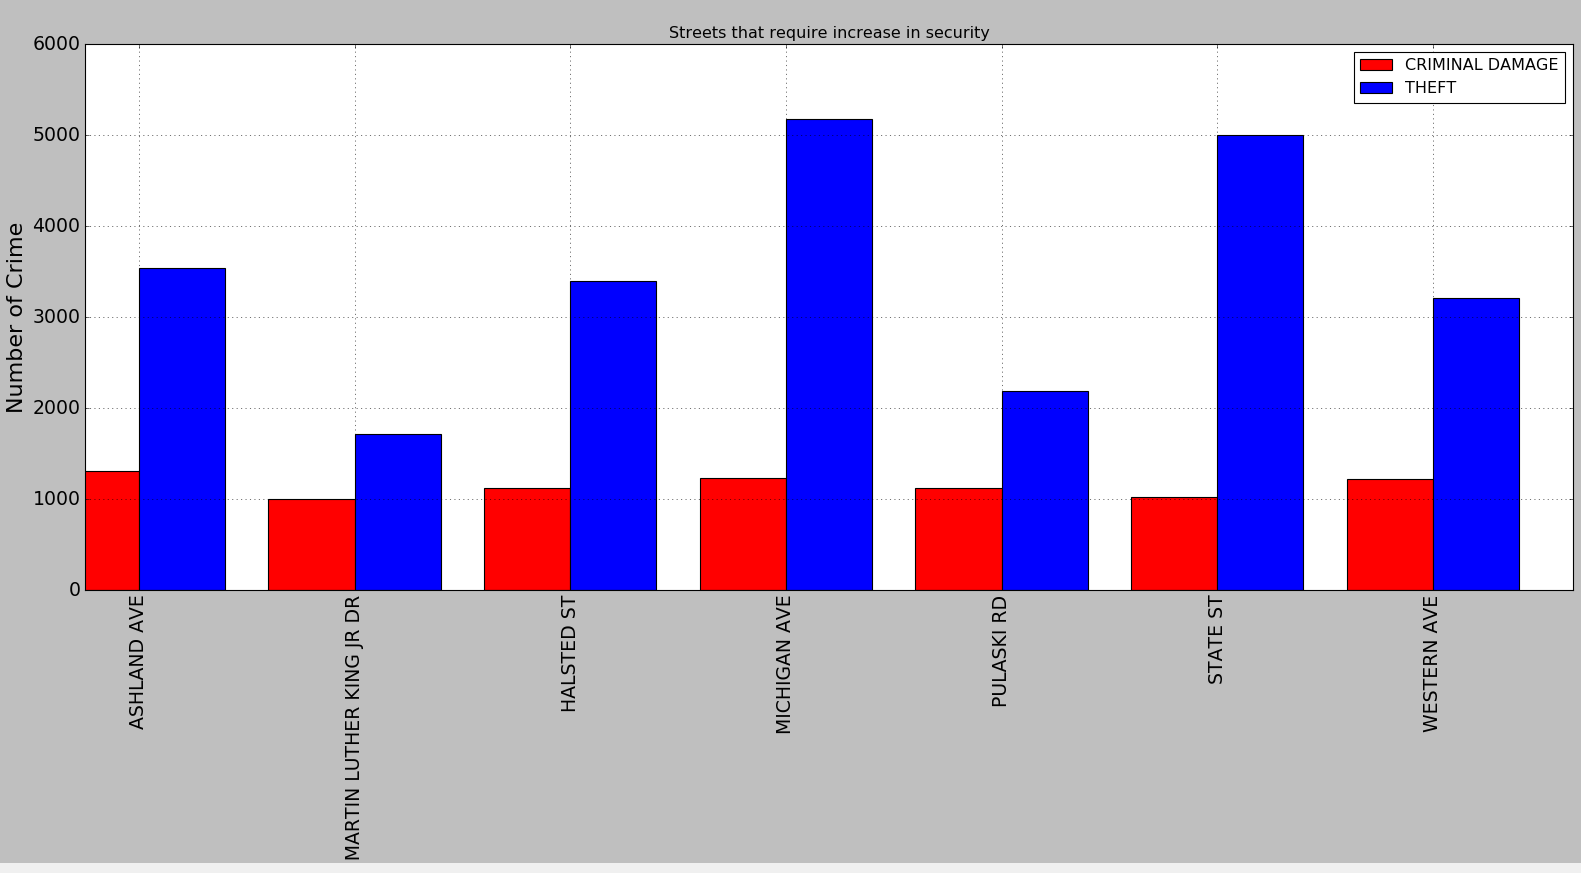 Streets that require increase in security
CRIMINAL DAMAGE
THEFT
Number of Crime
6000
5000
4000
3000
2000
1000
0
ASHLAND AVE
MARTIN LUTHER KING JR DR
HALSTED ST
MICHIGAN AVE
PULASKI RD
STATE ST
WESTERN AVE